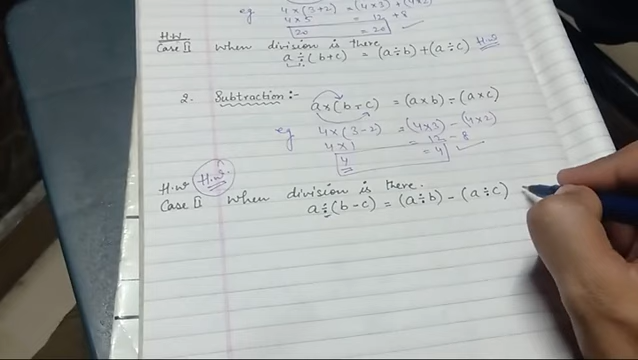 eg 4×(3+2) = (4×3) + (4×2)
4×5 = 12 + 8
20 = 20
H.W
Case II When division is there
a÷(b+c) = (a÷b)+(a÷c) H.W
2. Subtraction:-
a×(b-c) = (a×b) - (a×c)
eg 4×(3-2) = (4×3) - (4×2)
4×1 = 12 - 8
4 = 4
H.W H.W.
Case II When division is there.
a÷(b-c) = (a÷b) - (a÷c)